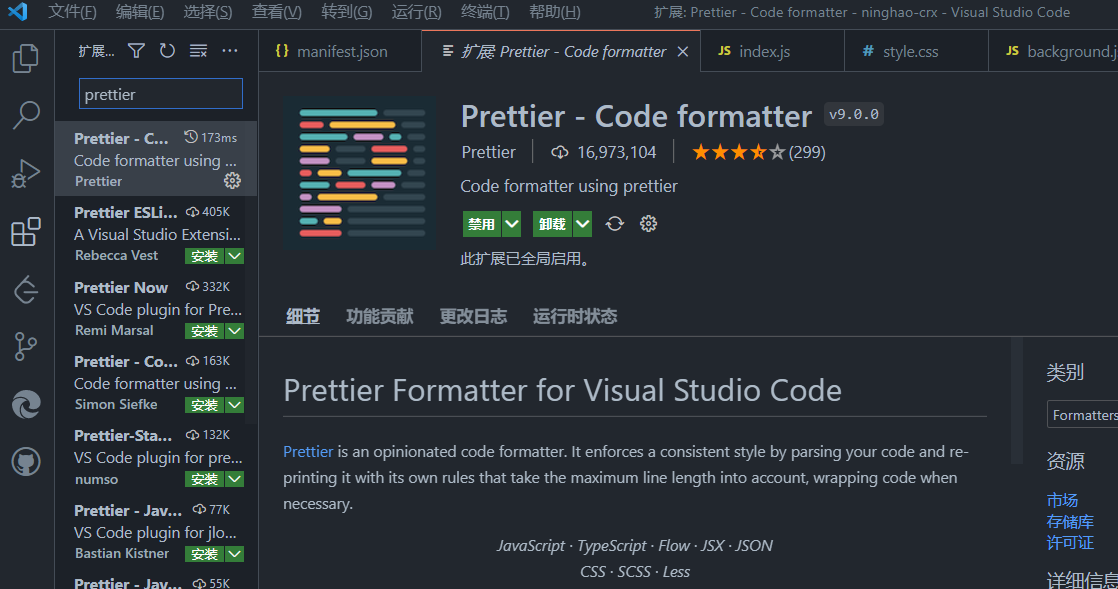 文件(F) 编辑(E) 选择(S) 查看(V) 转到(G) 运行(R) 终端(T) 帮助(H) 扩展: Prettier - Code formatter - ninghao-crx - Visual Studio Code
扩展...
{} manifest.json
扩展: Prettier - Code formatter
JS index.js
# style.css
JS background.j
prettier
Prettier - C... 173ms
Code formatter using ...
Prettier
Prettier ESLi... 405K
A Visual Studio Extensi...
Rebecca Vest 安装
Prettier Now 332K
VS Code plugin for Pre...
Remi Marsal 安装
Prettier - Co... 163K
Code formatter using ...
Simon Siefke 安装
Prettier-Sta... 132K
VS Code plugin for pre...
numso 安装
Prettier - Jav... 77K
VS Code plugin for jlo...
Bastian Kistner 安装
Prettier - Jav... 55K
Prettier - Code formatter v9.0.0
Prettier 16,973,104 (299)
Code formatter using prettier
禁用 卸载
此扩展已全局启用。
细节 功能贡献 更改日志 运行时状态
Prettier Formatter for Visual Studio Code
Prettier is an opinionated code formatter. It enforces a consistent style by parsing your code and re-
printing it with its own rules that take the maximum line length into account, wrapping code when
necessary.
JavaScript · TypeScript · Flow · JSX · JSON
CSS · SCSS · Less
类别
Formatters
资源
市场
存储库
许可证
详细信息